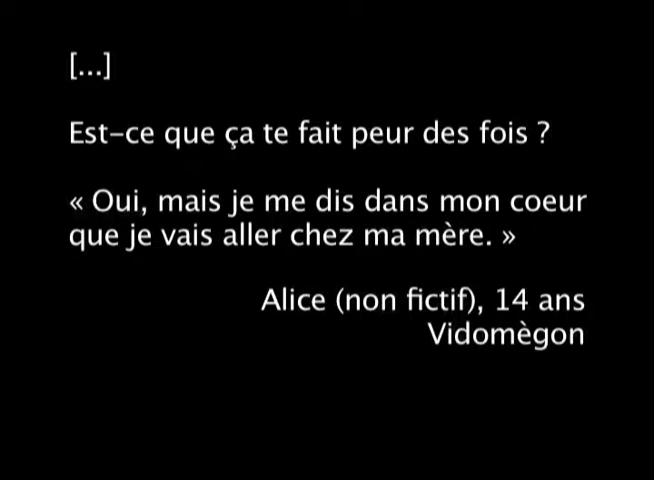 [...]
Est-ce que ça te fait peur des fois ?
« Oui, mais je me dis dans mon coeur
que je vais aller chez ma mère. »
Alice (non fictif), 14 ans
Vidomègon